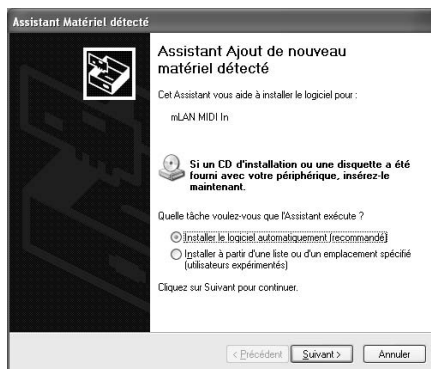 Assistant Matériel détecté
Assistant Ajout de nouveau
matériel détecté
Cet Assistant vous aide à installer le logiciel pour :
mLAN MIDI In
Si un CD d'installation ou une disquette a été
fourni avec votre périphérique, insérez-le
maintenant.
Quelle tâche voulez-vous que l'Assistant exécute ?
Installer le logiciel automatiquement (recommandé)
Installer à partir d'une liste ou d'un emplacement spécifié
(utilisateurs expérimentés)
Cliquez sur Suivant pour continuer.
< Précédent Suivant > Annuler